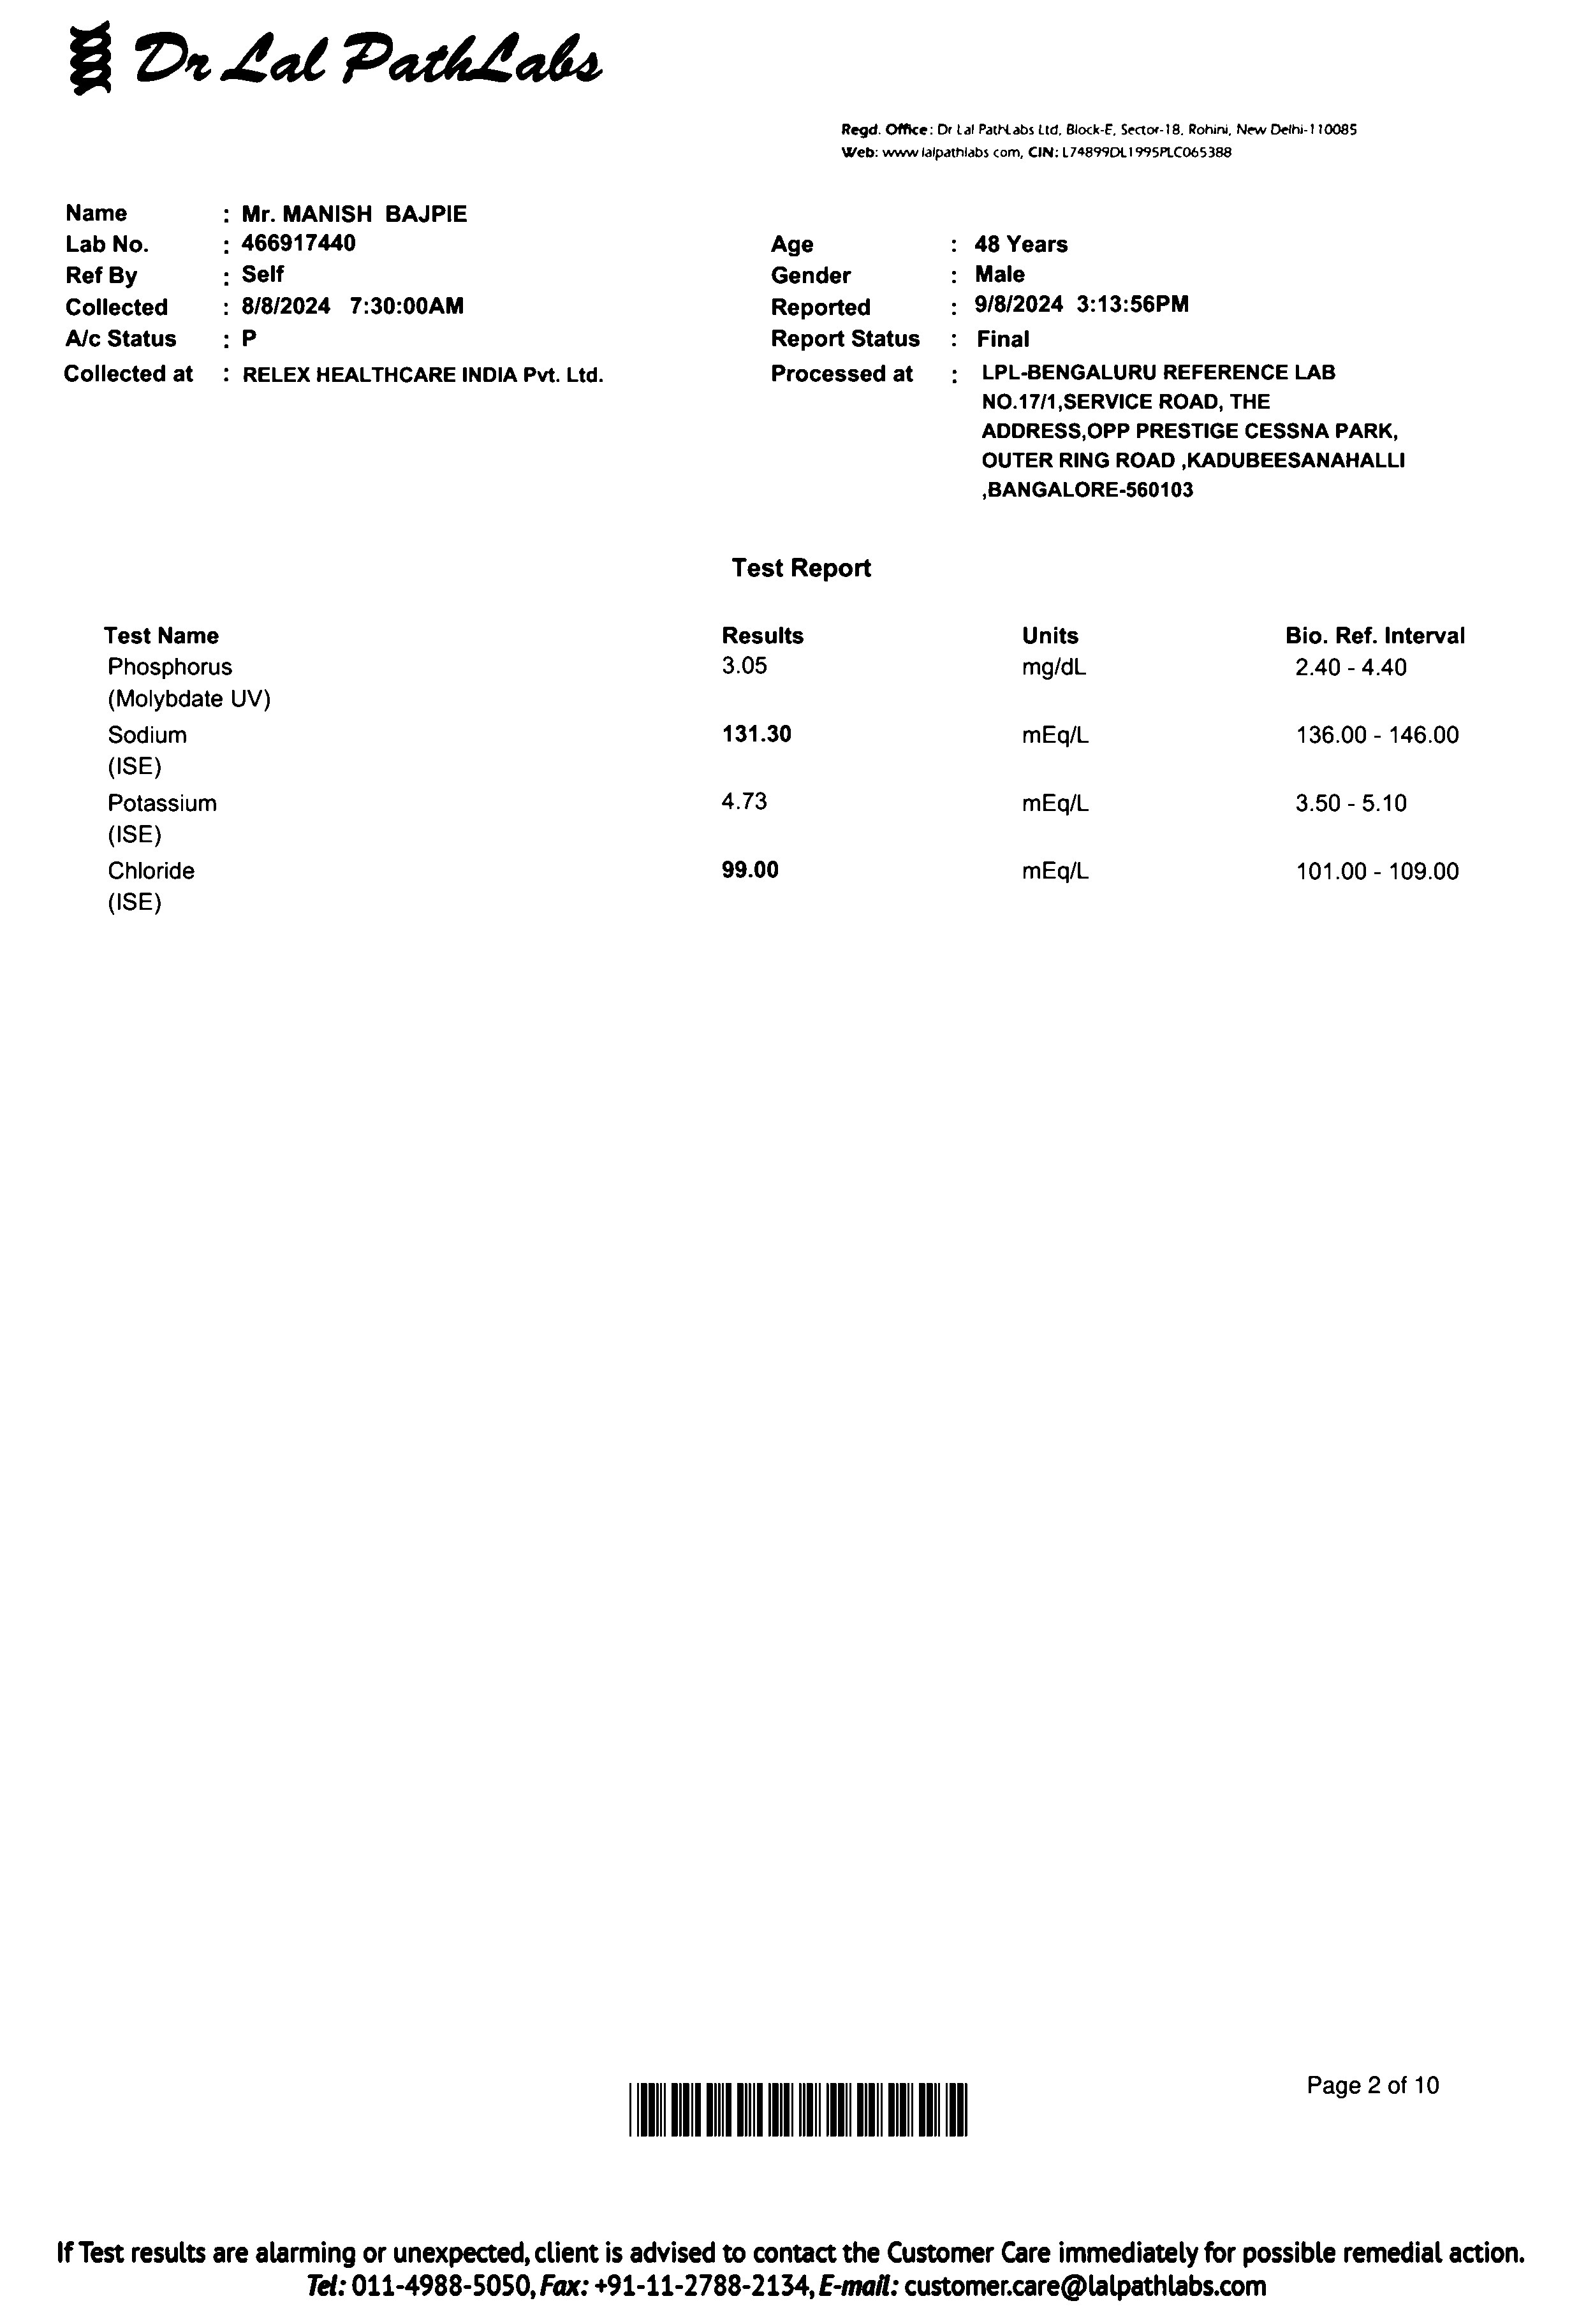 Dr Lal PathLabs
Regd. Office: Dr Lal PathLabs Ltd, Block-E, Sector-18, Rohini, New Delhi-110085
Web: www.lalpathlabs.com, CIN: L74899DL1995PLC065388
Name : Mr. MANISH BAJPIE
Lab No. : 466917440 Age : 48 Years
Ref By : Self Gender : Male
Collected : 8/8/2024 7:30:00AM Reported : 9/8/2024 3:13:56PM
A/c Status : P Report Status : Final
Collected at : RELEX HEALTHCARE INDIA Pvt. Ltd. Processed at : LPL-BENGALURU REFERENCE LAB
NO.17/1,SERVICE ROAD, THE
ADDRESS,OPP PRESTIGE CESSNA PARK,
OUTER RING ROAD ,KADUBEESANAHALLI
,BANGALORE-560103
Test Report
Test Name Results Units Bio. Ref. Interval
Phosphorus 3.05 mg/dL 2.40 - 4.40
(Molybdate UV)
Sodium 131.30 mEq/L 136.00 - 146.00
(ISE)
Potassium 4.73 mEq/L 3.50 - 5.10
(ISE)
Chloride 99.00 mEq/L 101.00 - 109.00
(ISE)
Page 2 of 10
If Test results are alarming or unexpected, client is advised to contact the Customer Care immediately for possible remedial action.
Tel: 011-4988-5050, Fax: +91-11-2788-2134, E-mail: customer.care@lalpathlabs.com